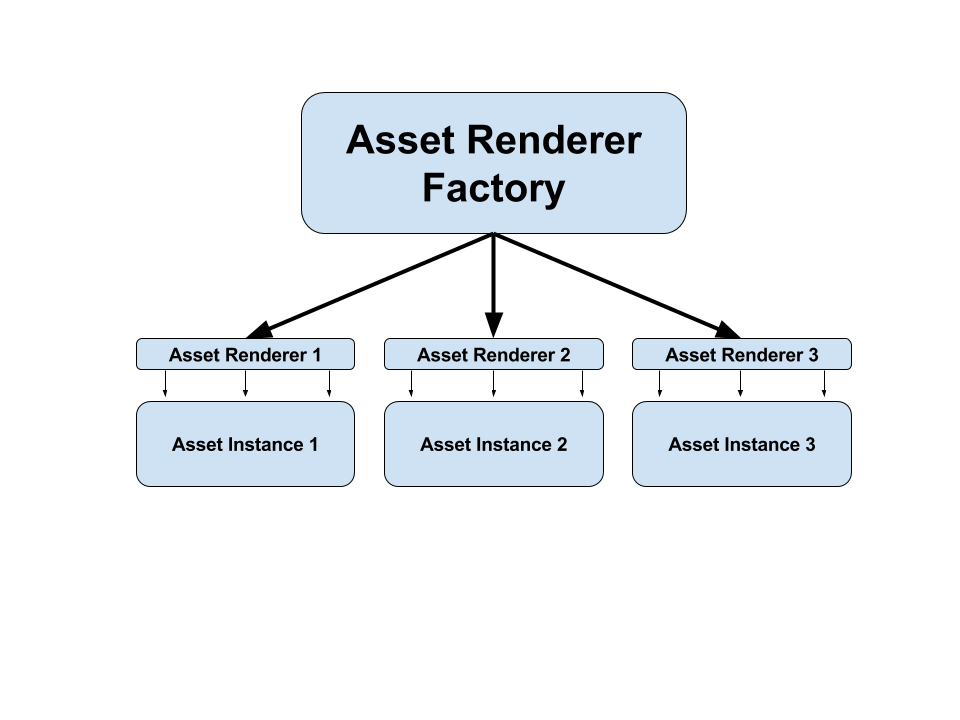 Asset Renderer
Factory
Asset Renderer 1
Asset Renderer 2
Asset Renderer 3
Asset Instance 1
Asset Instance 2
Asset Instance 3